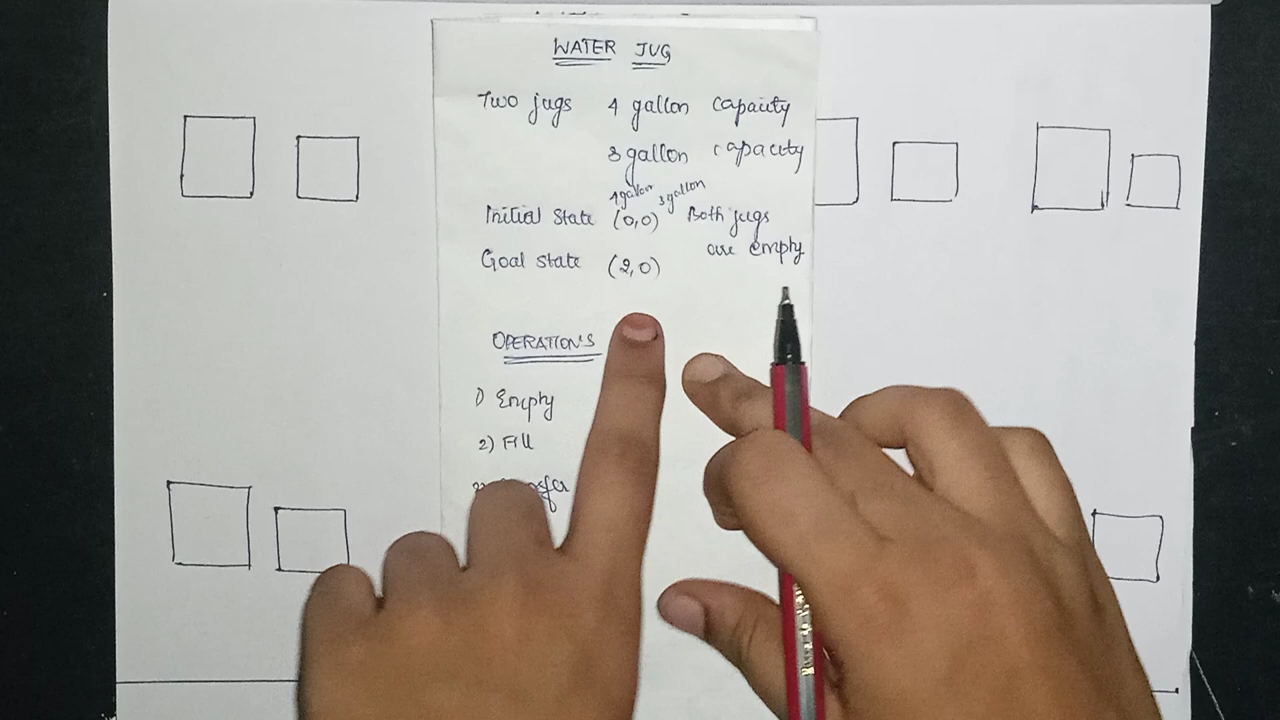 WATER JUG
Two jugs 4 gallon capacity
3 gallon capacity
4 gallon 3 gallon
Initial State (0,0) Both jugs
are empty
Goal state (2,0)
OPERATIONS
1) Empty
2) Fill